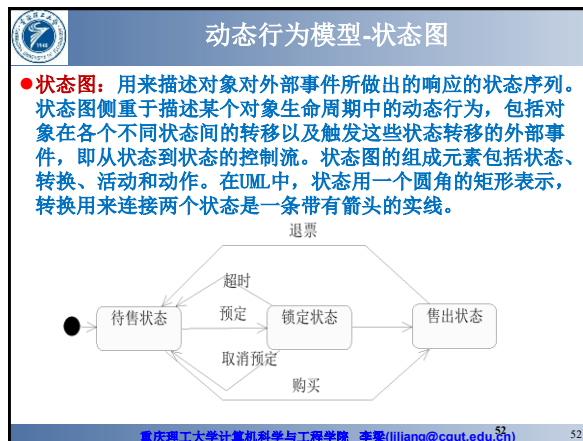 动态行为模型-状态图
●状态图：用来描述对象对外部事件所做出的响应的状态序列。
状态图侧重于描述某个对象生命周期中的动态行为，包括对
象在各个不同状态间的转移以及触发这些状态转移的外部事
件，即从状态到状态的控制流。状态图的组成元素包括状态、
转换、活动和动作。在UML中，状态用一个圆角的矩形表示，
转换用来连接两个状态是一条带有箭头的实线。
退票
超时
待售状态
预定
锁定状态
售出状态
取消预定
购买
重庆理工大学计算机科学与工程学院 李梁(liliang@cqut.edu.cn)
52
52